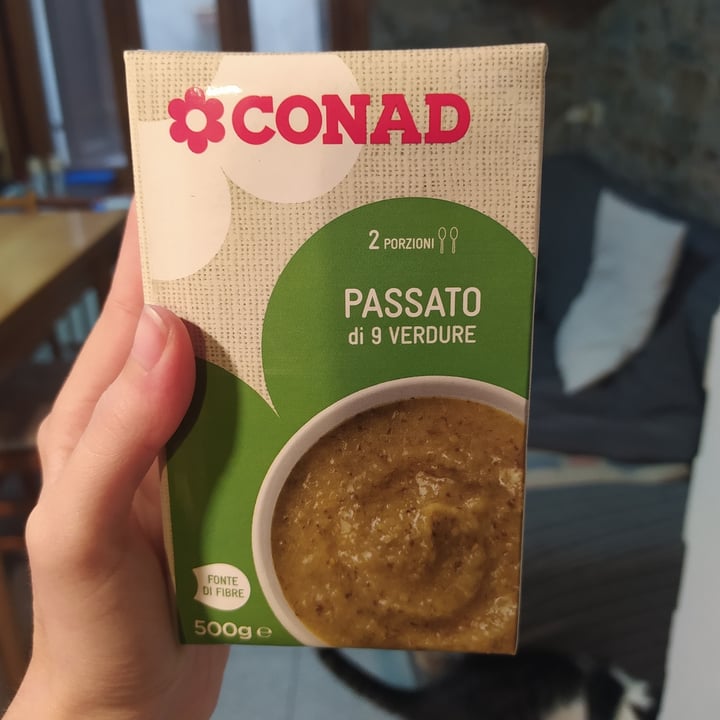 CONAD
2 PORZIONI
PASSATO
di 9 VERDURE
FONTE
DI FIBRE
500g e